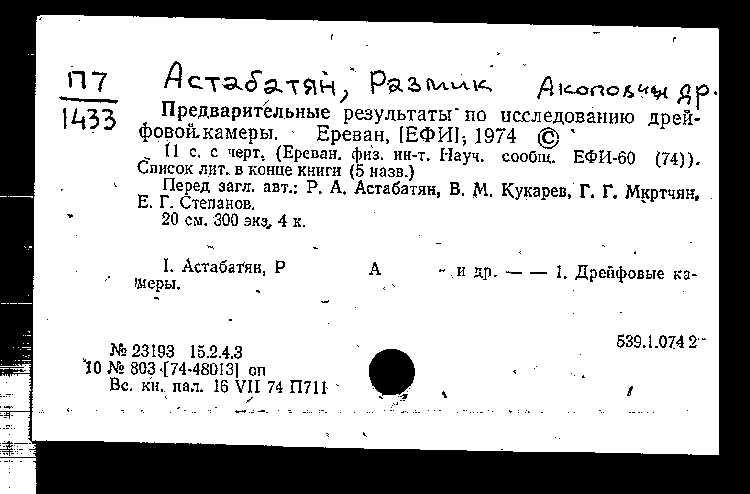 П7
1433
Астабатян, Размик Акопович и др.
Предварительные результаты по исследованию дрей-
фовой камеры. Ереван, [ЕФИ], 1974 ©
11 с. с черт. (Ереван. физ. ин-т. Науч. сообщ. ЕФИ-60 (74)).
Список лит. в конце книги (5 назв.)
Перед загл. авт.: Р. А. Астабатян, В. М. Кукарев, Г. Г. Мкртчян,
Е. Г. Степанов.
20 см. 300 экз. 4 к.
I. Астабатян, Р А и др. — — 1. Дрейфовые ка-
меры.
539.1.074 2
№ 23193 15.2.4.3
10 № 803 [74-48013] оп
Вс. кн. пал. 16 VII 74 П711